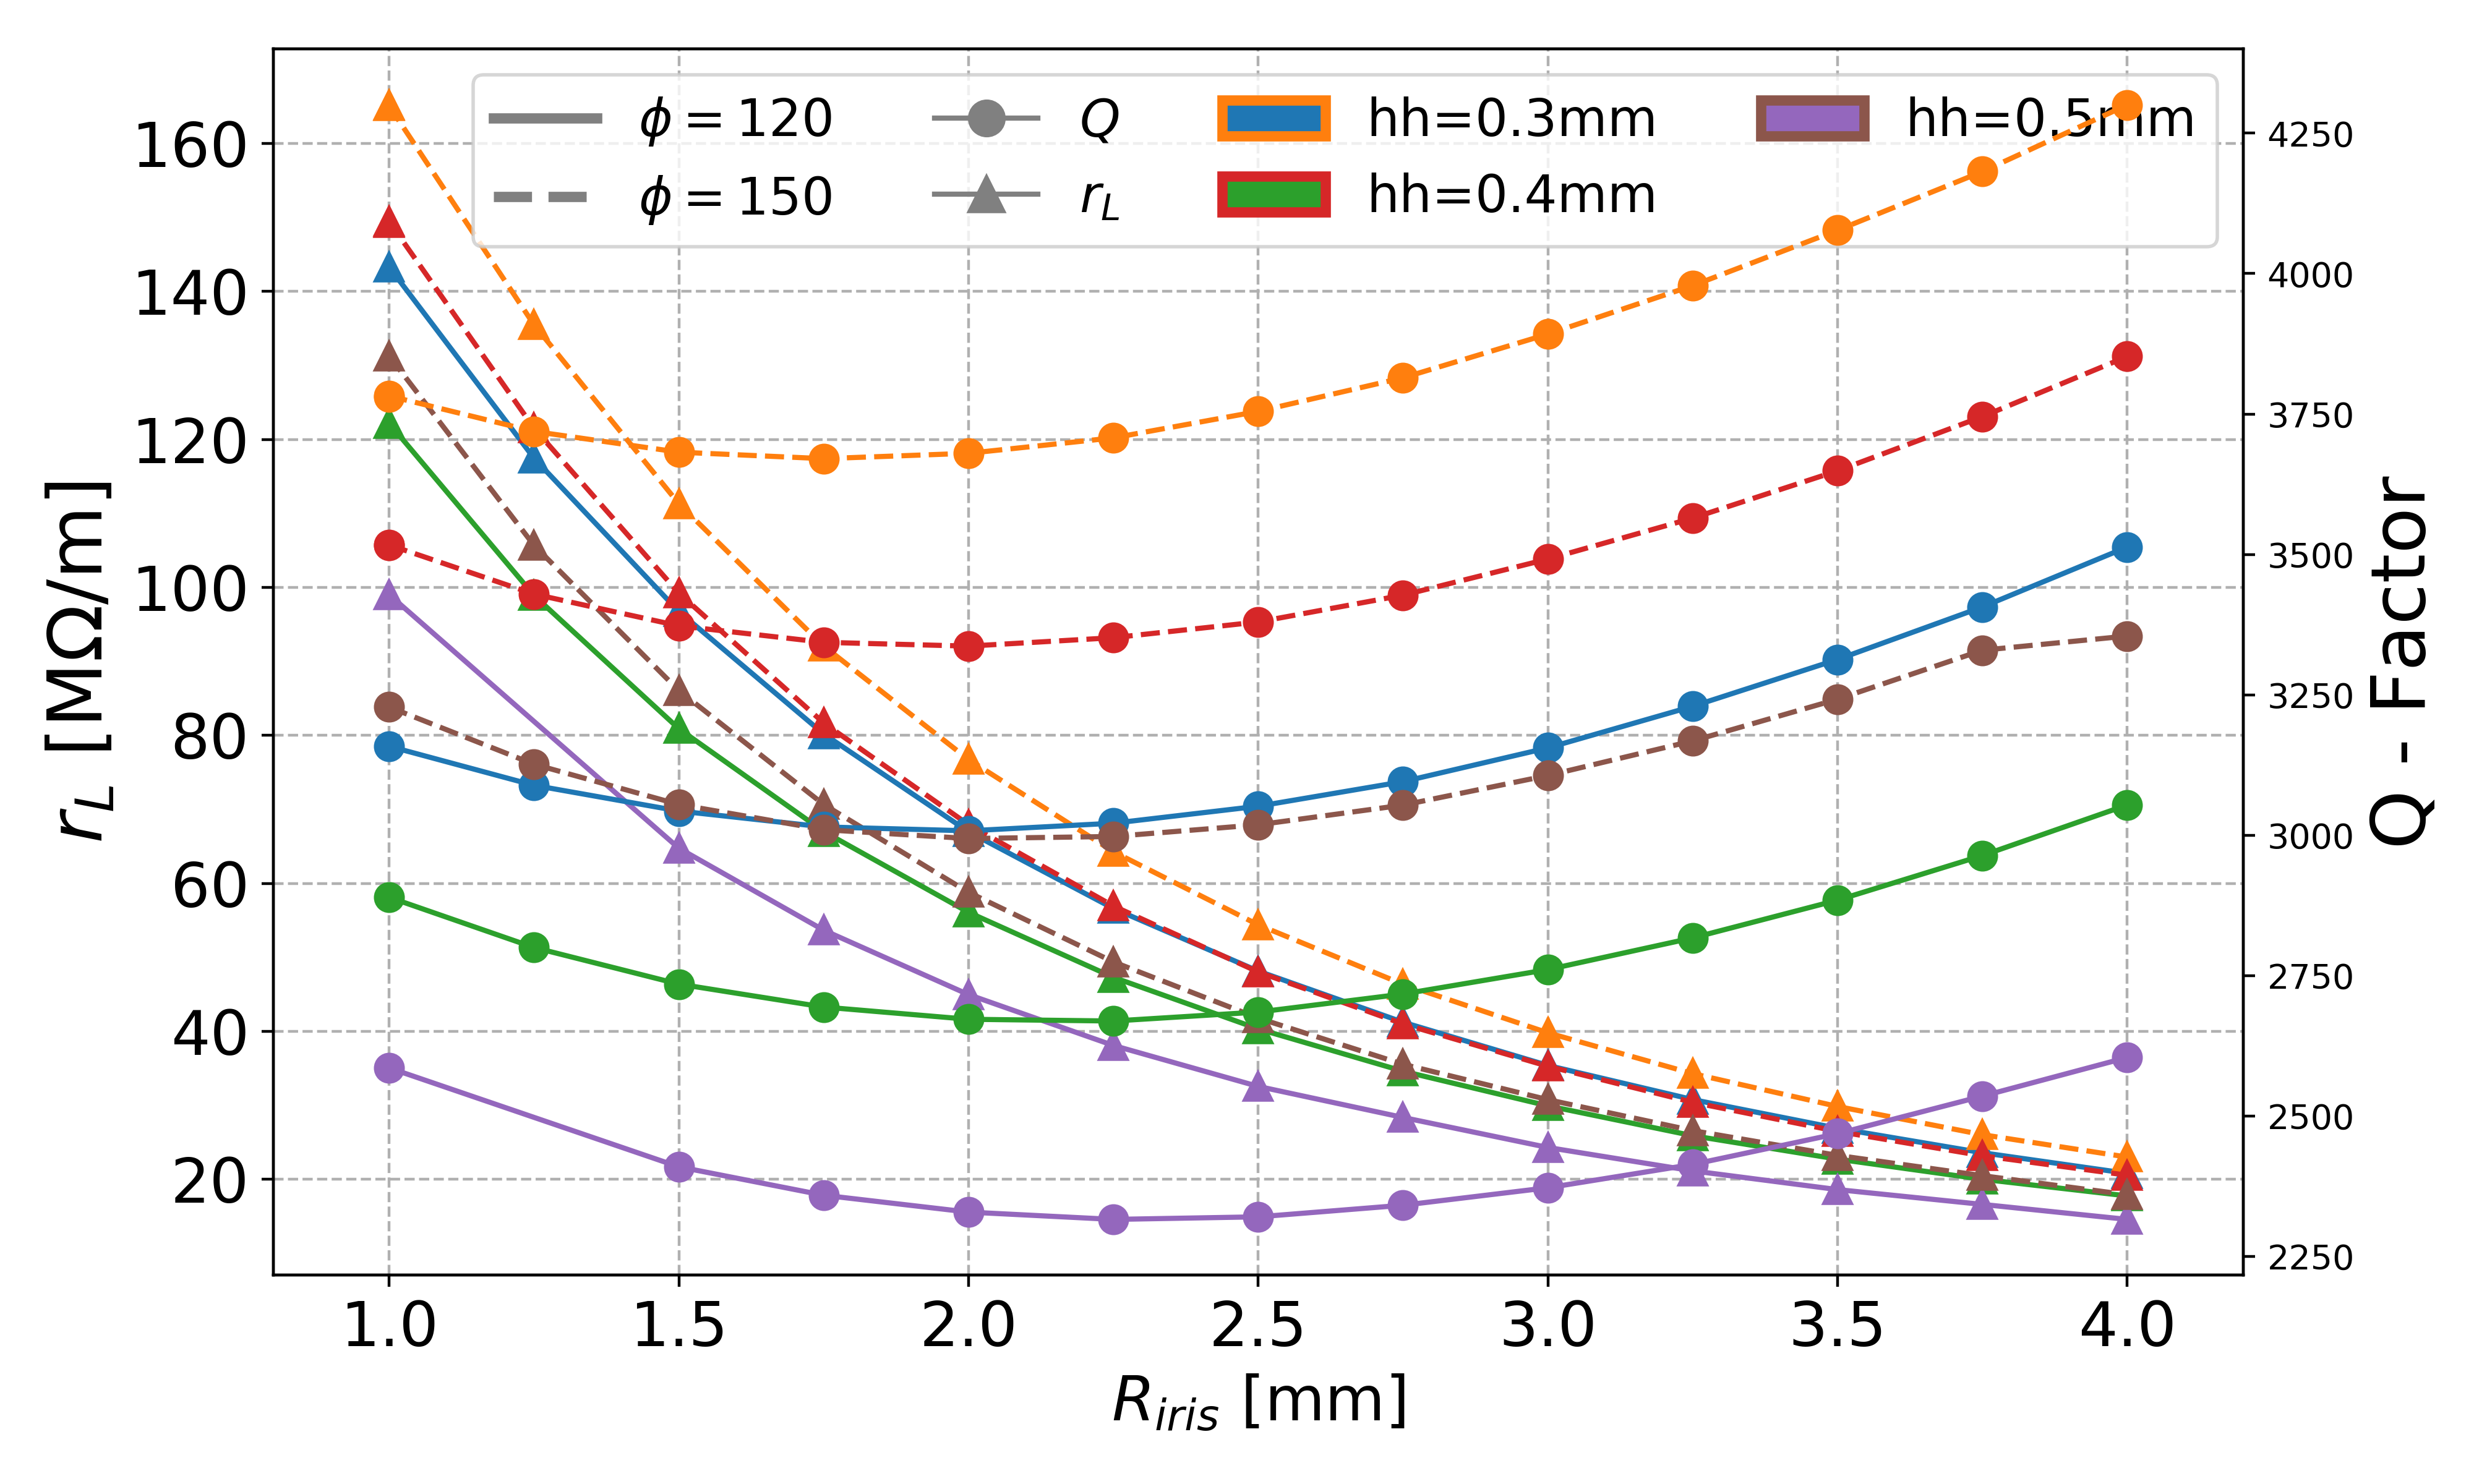 ϕ = 120
ϕ = 150
Q
r_L
hh=0.3mm
hh=0.4mm
hh=0.5mm
160
140
120
100
80
60
40
20
r_L [MΩ/m]
4250
4000
3750
3500
3250
3000
2750
2500
2250
Q - Factor
1.0 1.5 2.0 2.5 3.0 3.5 4.0
R_iris [mm]